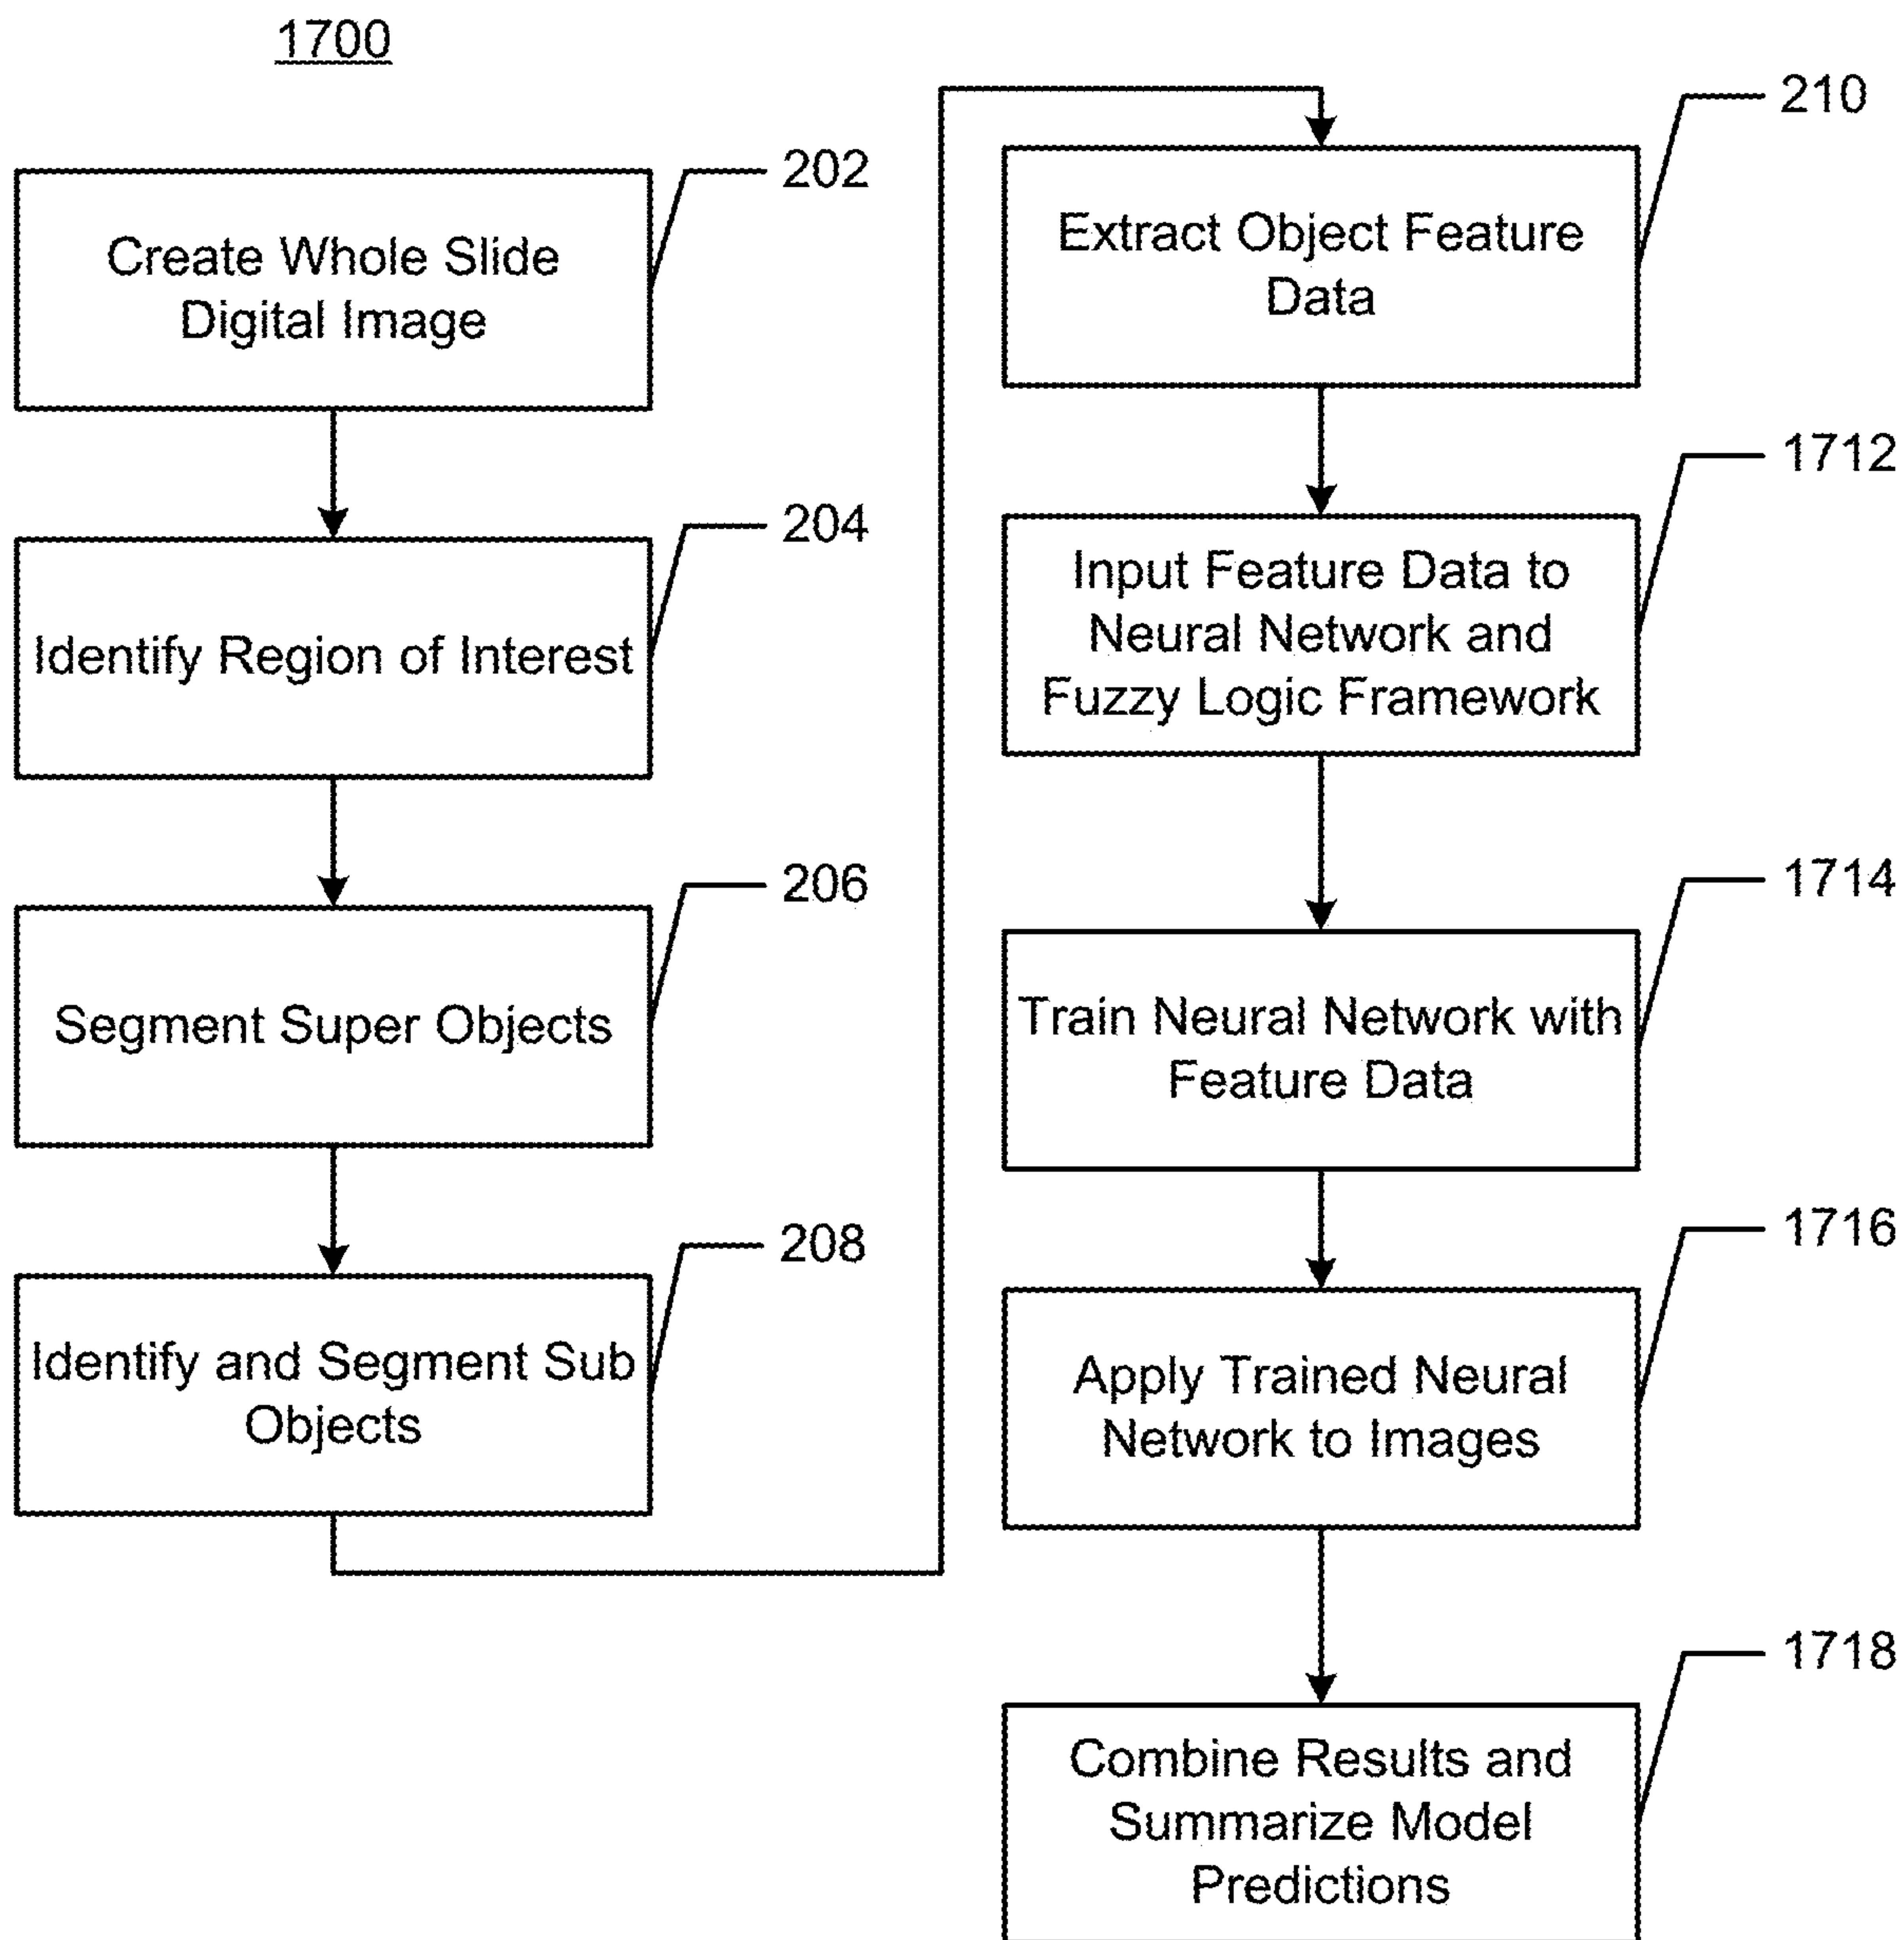 1700
202
Create Whole Slide
Digital Image
204
Identify Region of Interest
206
Segment Super Objects
208
Identify and Segment Sub
Objects
210
Extract Object Feature
Data
1712
Input Feature Data to
Neural Network and
Fuzzy Logic Framework
1714
Train Neural Network with
Feature Data
1716
Apply Trained Neural
Network to Images
1718
Combine Results and
Summarize Model
Predictions